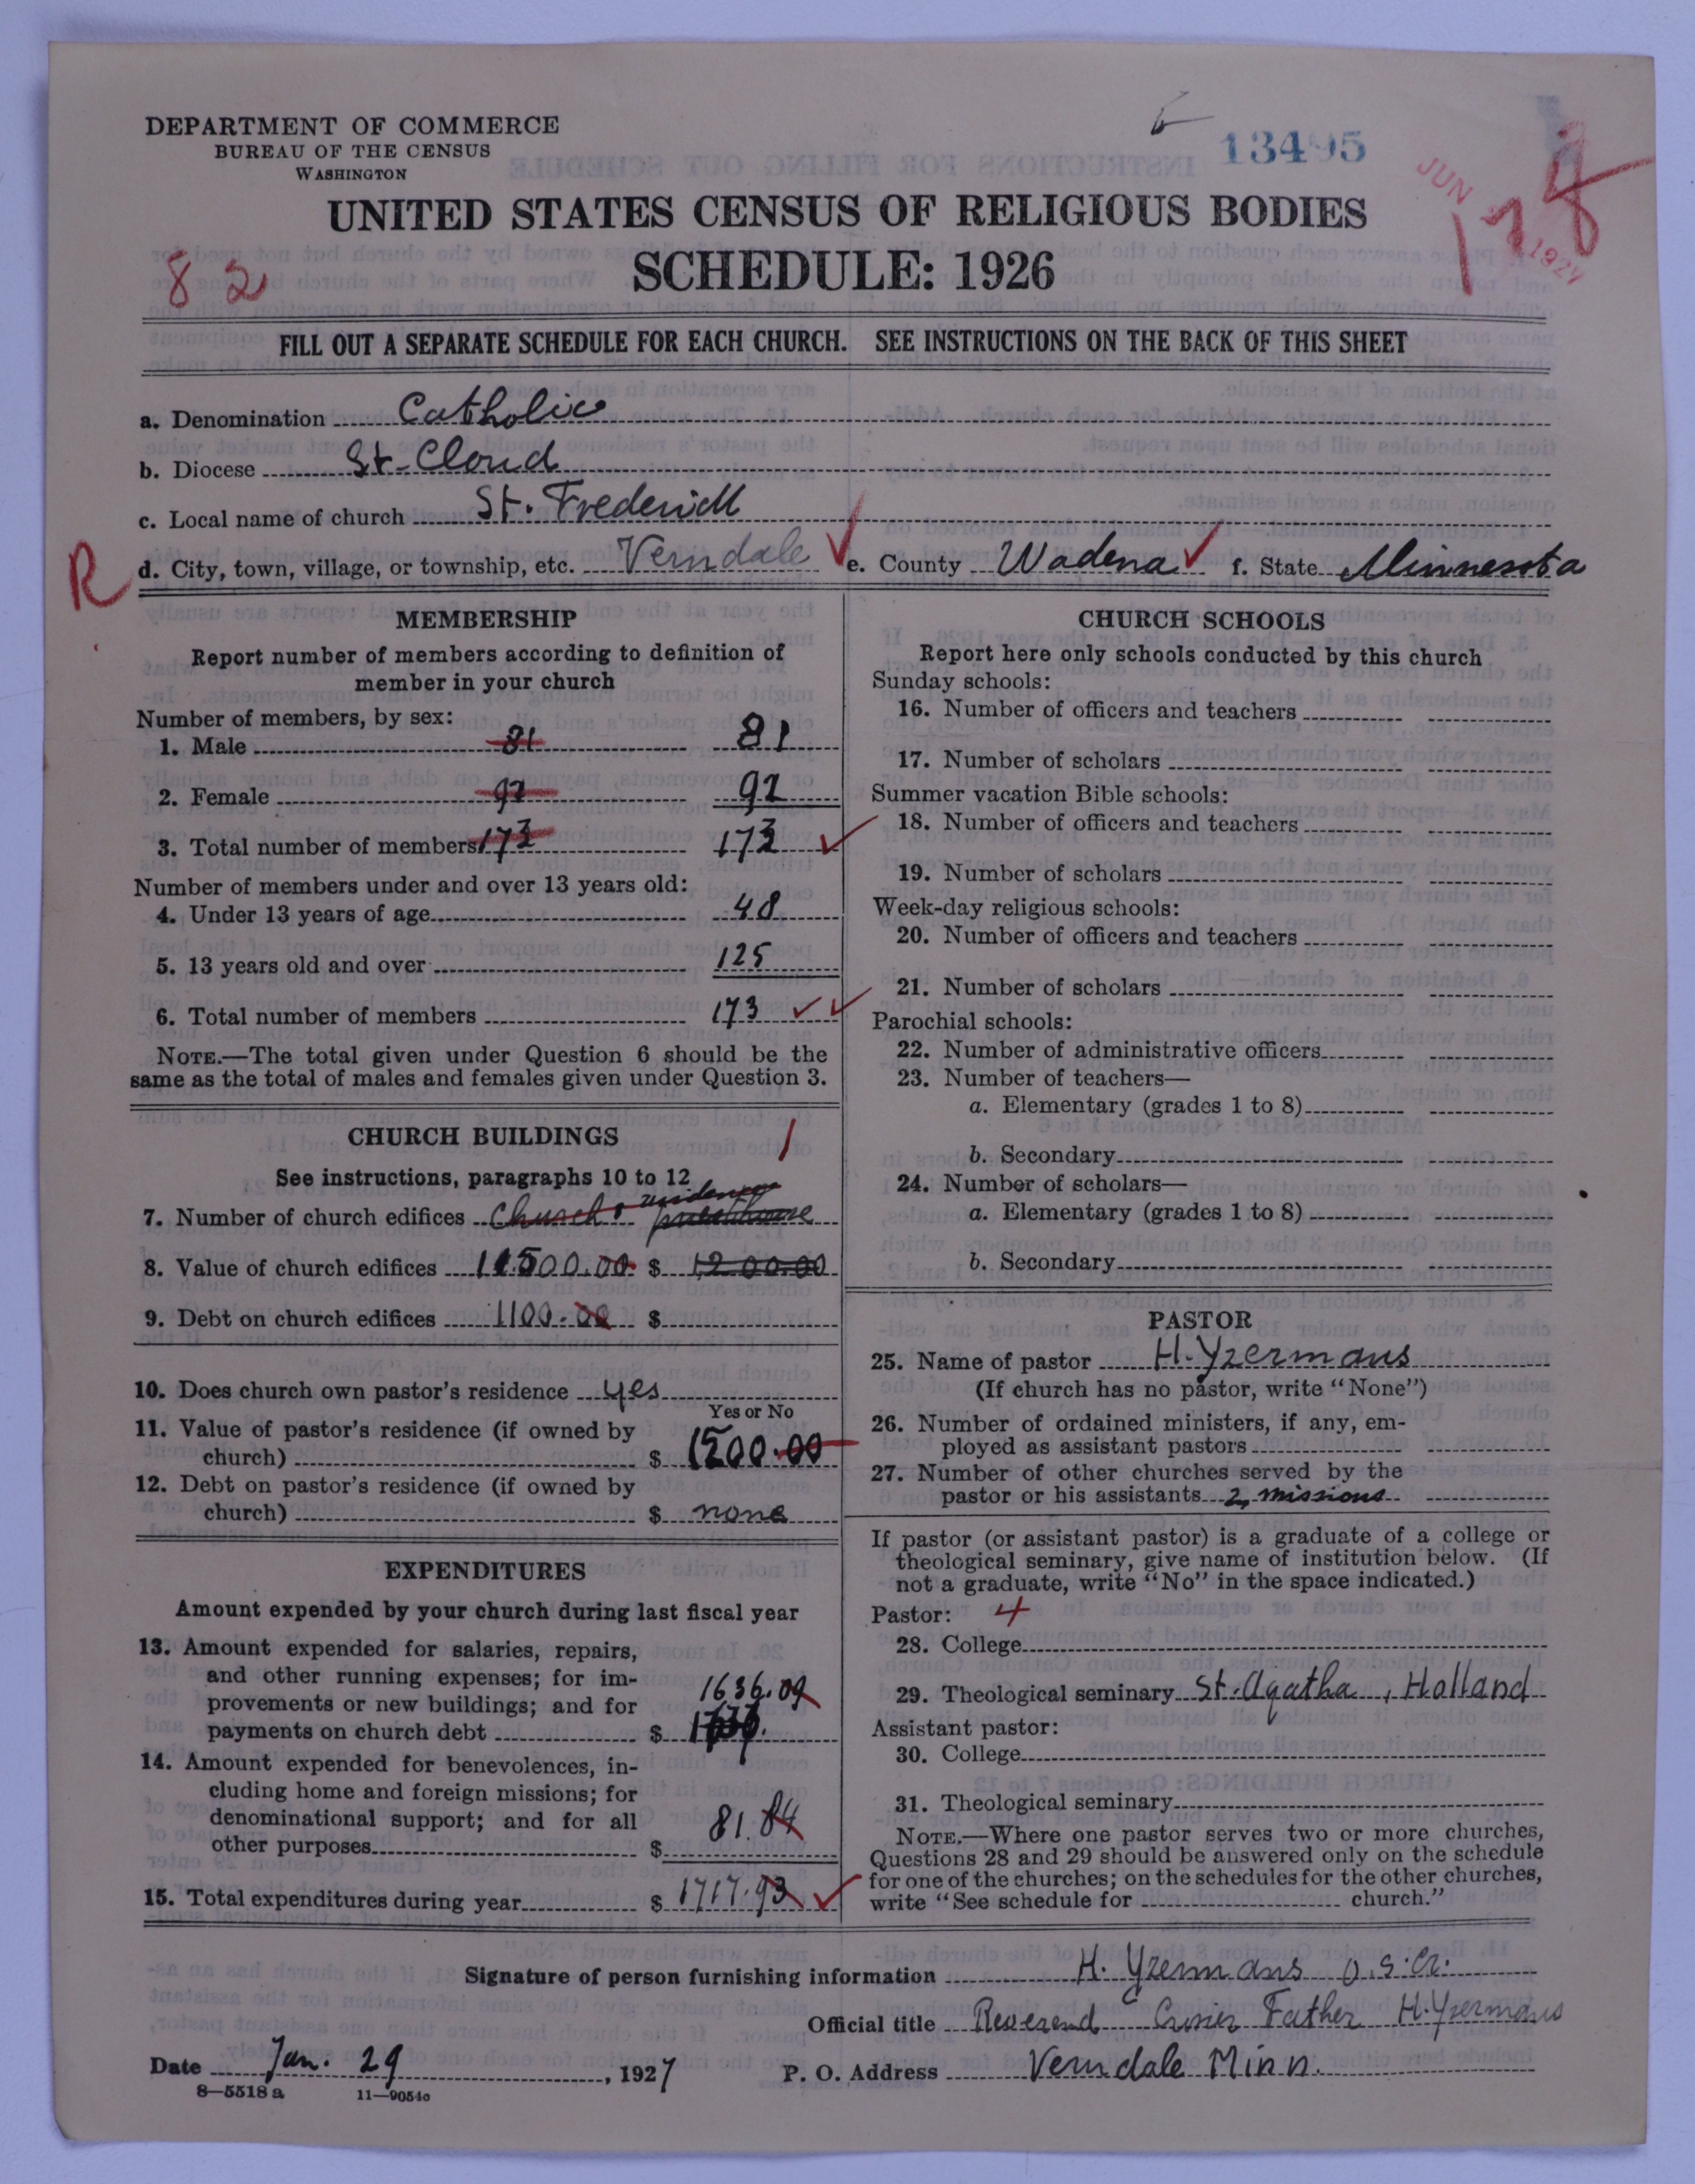 DEPARTMENT OF COMMERCE
BUREAU OF THE CENSUS
WASHINGTON
13495
JUN 1927
178
UNITED STATES CENSUS OF RELIGIOUS BODIES
SCHEDULE: 1926
82
FILL OUT A SEPARATE SCHEDULE FOR EACH CHURCH. SEE INSTRUCTIONS ON THE BACK OF THIS SHEET
a. Denomination Catholic
b. Diocese St-Cloud
c. Local name of church St. Frederick
R d. City, town, village, or township, etc. Verndale e. County Wadena f. State Minnesota
MEMBERSHIP
Report number of members according to definition of
member in your church
Number of members, by sex:
1. Male 81 81
2. Female 92 92
3. Total number of members 173 173
Number of members under and over 13 years old:
4. Under 13 years of age 48
5. 13 years old and over 125
6. Total number of members 173
NOTE.—The total given under Question 6 should be the
same as the total of males and females given under Question 3.
CHURCH BUILDINGS 1
See instructions, paragraphs 10 to 12
7. Number of church edifices Church residence
8. Value of church edifices 11500.00 $ 1200.00
9. Debt on church edifices 1100.00 $
10. Does church own pastor's residence yes
Yes or No
11. Value of pastor's residence (if owned by
church) $ 1500.00
12. Debt on pastor's residence (if owned by
church) $ none
EXPENDITURES
Amount expended by your church during last fiscal year
13. Amount expended for salaries, repairs,
and other running expenses; for im-
provements or new buildings; and for
payments on church debt $ 1636.09
14. Amount expended for benevolences, in-
cluding home and foreign missions; for
denominational support; and for all
other purposes $ 81.84
15. Total expenditures during year $ 1717.93
CHURCH SCHOOLS
Report here only schools conducted by this church
Sunday schools:
16. Number of officers and teachers
17. Number of scholars
Summer vacation Bible schools:
18. Number of officers and teachers
19. Number of scholars
Week-day religious schools:
20. Number of officers and teachers
21. Number of scholars
Parochial schools:
22. Number of administrative officers
23. Number of teachers—
a. Elementary (grades 1 to 8)
b. Secondary
24. Number of scholars—
a. Elementary (grades 1 to 8)
b. Secondary
PASTOR
25. Name of pastor H. Yzermans
(If church has no pastor, write "None")
26. Number of ordained ministers, if any, em-
ployed as assistant pastors
27. Number of other churches served by the
pastor or his assistants 2 missions
If pastor (or assistant pastor) is a graduate of a college or
theological seminary, give name of institution below. (If
not a graduate, write "No" in the space indicated.)
Pastor: 4
28. College
29. Theological seminary St. Agatha, Holland
Assistant pastor:
30. College
31. Theological seminary
NOTE.—Where one pastor serves two or more churches,
Questions 28 and 29 should be answered only on the schedule
for one of the churches; on the schedules for the other churches,
write "See schedule for church."
Signature of person furnishing information H. Yzermans O.S.Cr.
Official title Reverend Crosier Father H. Yzermans
Date Jan. 29, 1927 P. O. Address Verndale Minn.
8—5518 a 11—9054c